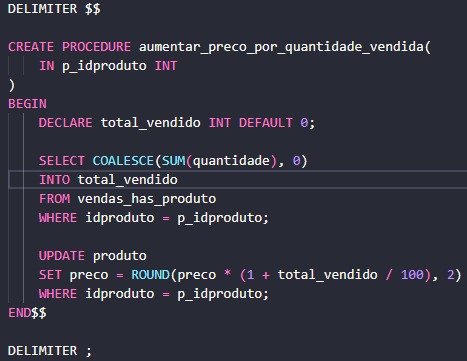 DELIMITER $$
CREATE PROCEDURE aumentar_preco_por_quantidade_vendida(
IN p_idproduto INT
)
BEGIN
DECLARE total_vendido INT DEFAULT 0;
SELECT COALESCE(SUM(quantidade), 0)
INTO total_vendido
FROM vendas_has_produto
WHERE idproduto = p_idproduto;
UPDATE produto
SET preco = ROUND(preco * (1 + total_vendido / 100), 2)
WHERE idproduto = p_idproduto;
END$$
DELIMITER ;